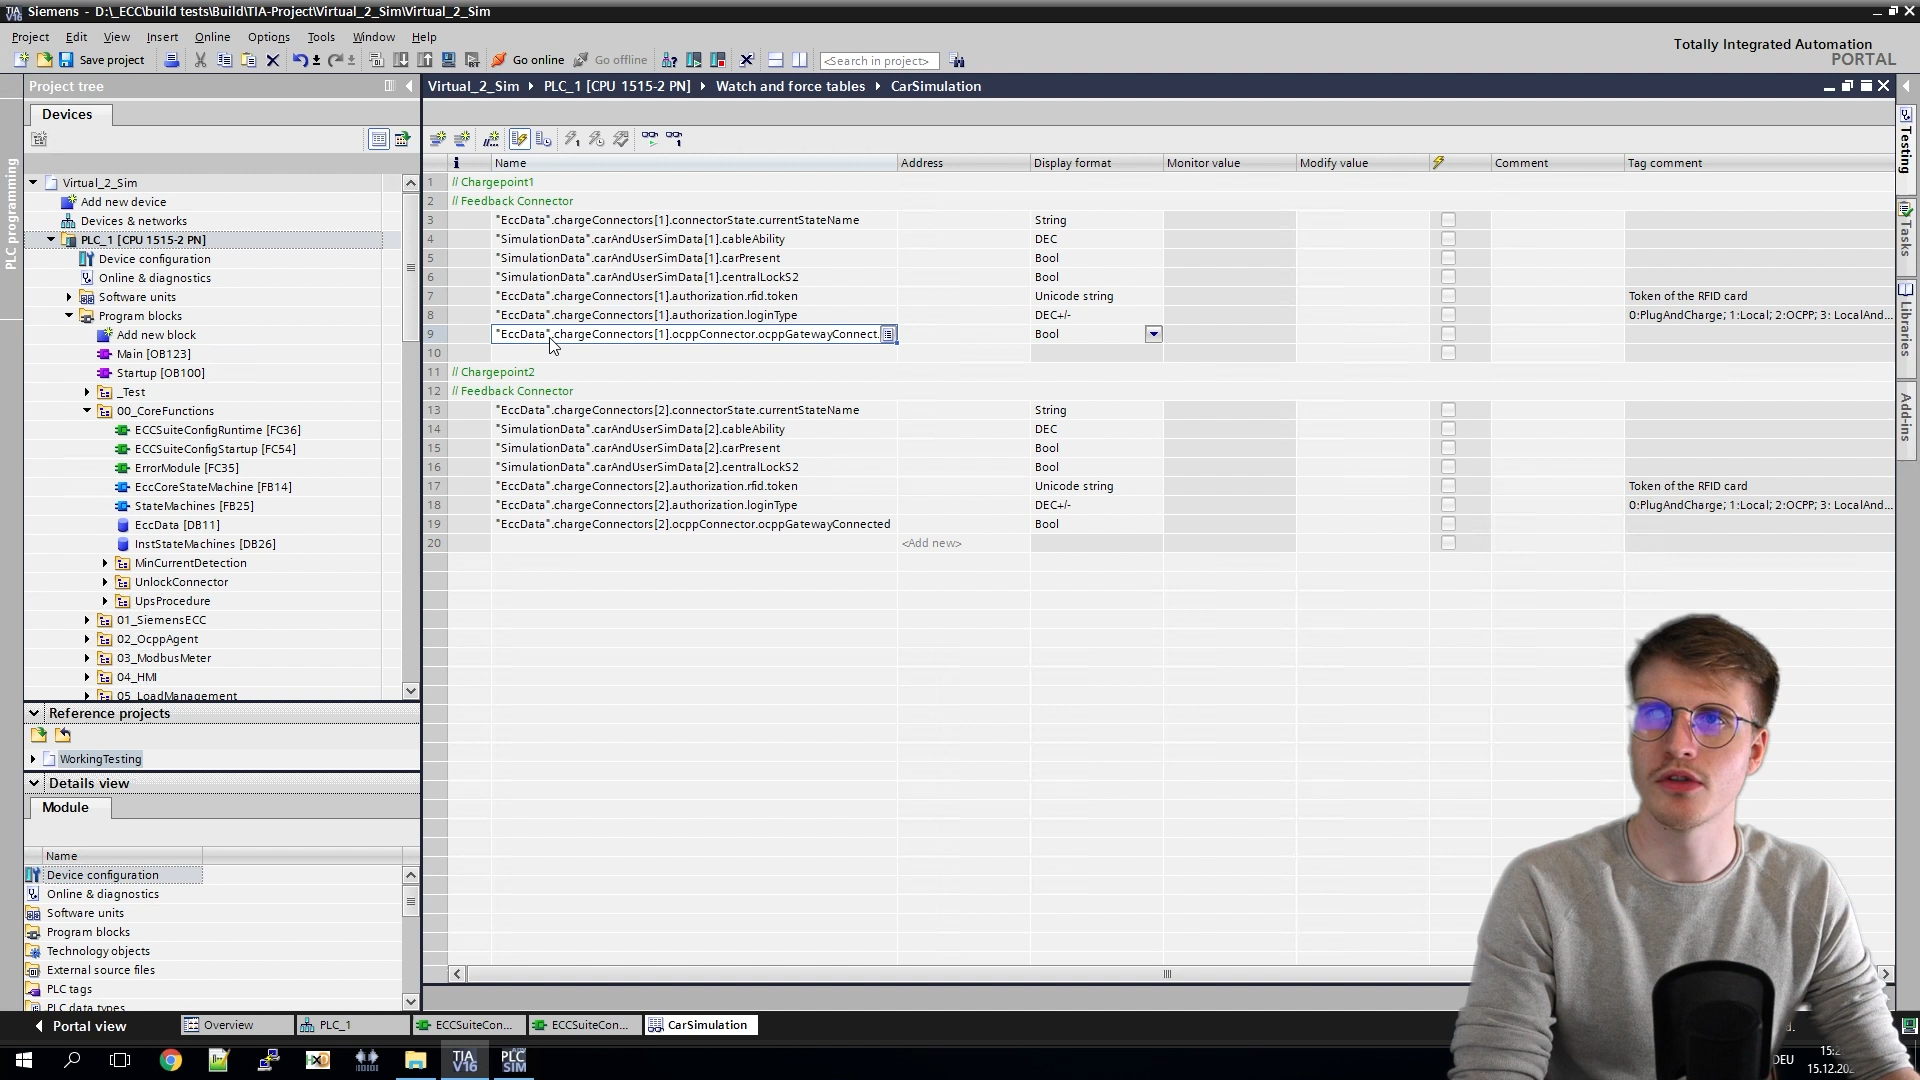 Siemens - D:\_ECC\build tests\Build\TIA-Project\Virtual_2_Sim\Virtual_2_Sim
Project Edit View Insert Online Options Tools Window Help
Totally Integrated Automation
PORTAL
Save project Go online Go offline <Search in project>
Project tree
Virtual_2_Sim PLC_1 [CPU 1515-2 PN] Watch and force tables CarSimulation
Devices
PLC programming
Testing
Tasks
Libraries
Add-ins
Virtual_2_Sim
Add new device
Devices & networks
PLC_1 [CPU 1515-2 PN]
Device configuration
Online & diagnostics
Software units
Program blocks
Add new block
Main [OB123]
Startup [OB100]
_Test
00_CoreFunctions
ECCSuiteConfigRuntime [FC36]
ECCSuiteConfigStartup [FC54]
ErrorModule [FC35]
EccCoreStateMachine [FB14]
StateMachines [FB25]
EccData [DB11]
InstStateMachines [DB26]
MinCurrentDetection
UnlockConnector
UpsProcedure
01_SiemensECC
02_OcppAgent
03_ModbusMeter
04_HMI
05_LoadManagement
Reference projects
WorkingTesting
Details view
Module
Name
Device configuration
Online & diagnostics
Software units
Program blocks
Technology objects
External source files
PLC tags
PLC data types
i Name Address Display format Monitor value Modify value Comment Tag comment
1 // Chargepoint1
2 // Feedback Connector
3 "EccData".chargeConnectors[1].connectorState.currentStateName String
4 "SimulationData".carAndUserSimData[1].cableAbility DEC
5 "SimulationData".carAndUserSimData[1].carPresent Bool
6 "SimulationData".carAndUserSimData[1].centralLockS2 Bool
7 "EccData".chargeConnectors[1].authorization.rfid.token Unicode string Token of the RFID card
8 "EccData".chargeConnectors[1].authorization.loginType DEC+/- 0:PlugAndCharge; 1:Local; 2:OCPP; 3: LocalAnd...
9 "EccData".chargeConnectors[1].ocppConnector.ocppGatewayConnect. Bool
10
11 // Chargepoint2
12 // Feedback Connector
13 "EccData".chargeConnectors[2].connectorState.currentStateName String
14 "SimulationData".carAndUserSimData[2].cableAbility DEC
15 "SimulationData".carAndUserSimData[2].carPresent Bool
16 "SimulationData".carAndUserSimData[2].centralLockS2 Bool
17 "EccData".chargeConnectors[2].authorization.rfid.token Unicode string Token of the RFID card
18 "EccData".chargeConnectors[2].authorization.loginType DEC+/- 0:PlugAndCharge; 1:Local; 2:OCPP; 3: LocalAnd...
19 "EccData".chargeConnectors[2].ocppConnector.ocppGatewayConnected Bool
20 <Add new>
Portal view Overview PLC_1 ECCSuiteCon... ECCSuiteCon... CarSimulation d.
TIA V16 PLC SIM DEU 15:2
15.12.20